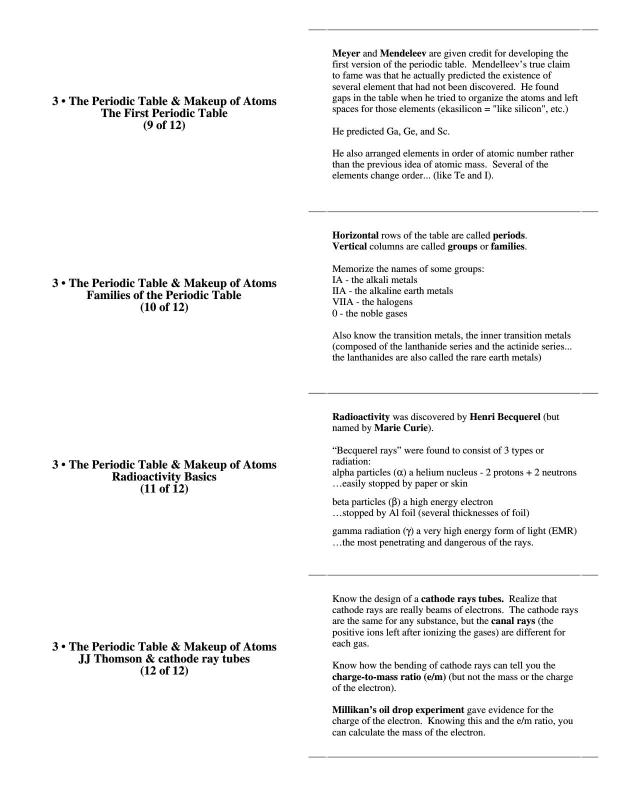 3 • The Periodic Table & Makeup of Atoms
The First Periodic Table
(9 of 12)
Meyer and Mendeleev are given credit for developing the
first version of the periodic table.  Mendelleev's true claim
to fame was that he actually predicted the existence of
several element that had not been discovered.  He found
gaps in the table when he tried to organize the atoms and left
spaces for those elements (ekasilicon = "like silicon", etc.)
He predicted Ga, Ge, and Sc.
He also arranged elements in order of atomic number rather
than the previous idea of atomic mass.  Several of the
elements change order... (like Te and I).
3 • The Periodic Table & Makeup of Atoms
Families of the Periodic Table
(10 of 12)
Horizontal rows of the table are called periods.
Vertical columns are called groups or families.
Memorize the names of some groups:
IA - the alkali metals
IIA - the alkaline earth metals
VIIA - the halogens
0 - the noble gases
Also know the transition metals, the inner transition metals
(composed of the lanthanide series and the actinide series...
the lanthanides are also called the rare earth metals)
3 • The Periodic Table & Makeup of Atoms
Radioactivity Basics
(11 of 12)
Radioactivity was discovered by Henri Becquerel (but
named by Marie Curie).
“Becquerel rays” were found to consist of 3 types or
radiation:
alpha particles (α) a helium nucleus - 2 protons + 2 neutrons
…easily stopped by paper or skin
beta particles (β) a high energy electron
…stopped by Al foil (several thicknesses of foil)
gamma radiation (γ) a very high energy form of light (EMR)
…the most penetrating and dangerous of the rays.
3 • The Periodic Table & Makeup of Atoms
JJ Thomson & cathode ray tubes
(12 of 12)
Know the design of a cathode rays tubes.  Realize that
cathode rays are really beams of electrons.  The cathode rays
are the same for any substance, but the canal rays (the
positive ions left after ionizing the gases) are different for
each gas.
Know how the bending of cathode rays can tell you the
charge-to-mass ratio (e/m) (but not the mass or the charge
of the electron).
Millikan's oil drop experiment gave evidence for the
charge of the electron.  Knowing this and the e/m ratio, you
can calculate the mass of the electron.